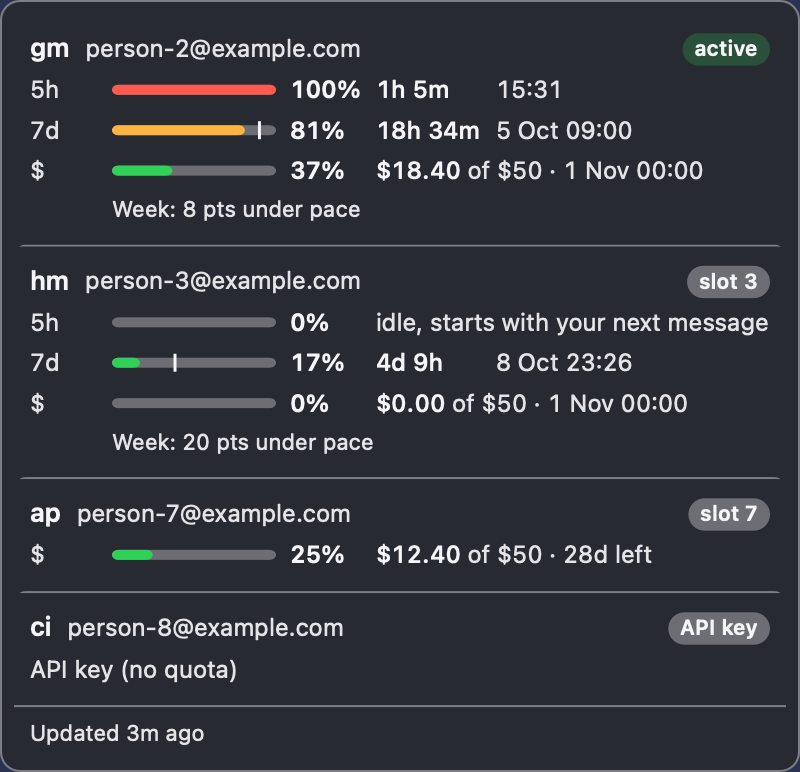 gm person-2@example.com active
5h 100% 1h 5m 15:31
7d 81% 18h 34m 5 Oct 09:00
$ 37% $18.40 of $50 · 1 Nov 00:00
Week: 8 pts under pace
hm person-3@example.com slot 3
5h 0% idle, starts with your next message
7d 17% 4d 9h 8 Oct 23:26
$ 0% $0.00 of $50 · 1 Nov 00:00
Week: 20 pts under pace
ap person-7@example.com slot 7
$ 25% $12.40 of $50 · 28d left
ci person-8@example.com API key
API key (no quota)
Updated 3m ago